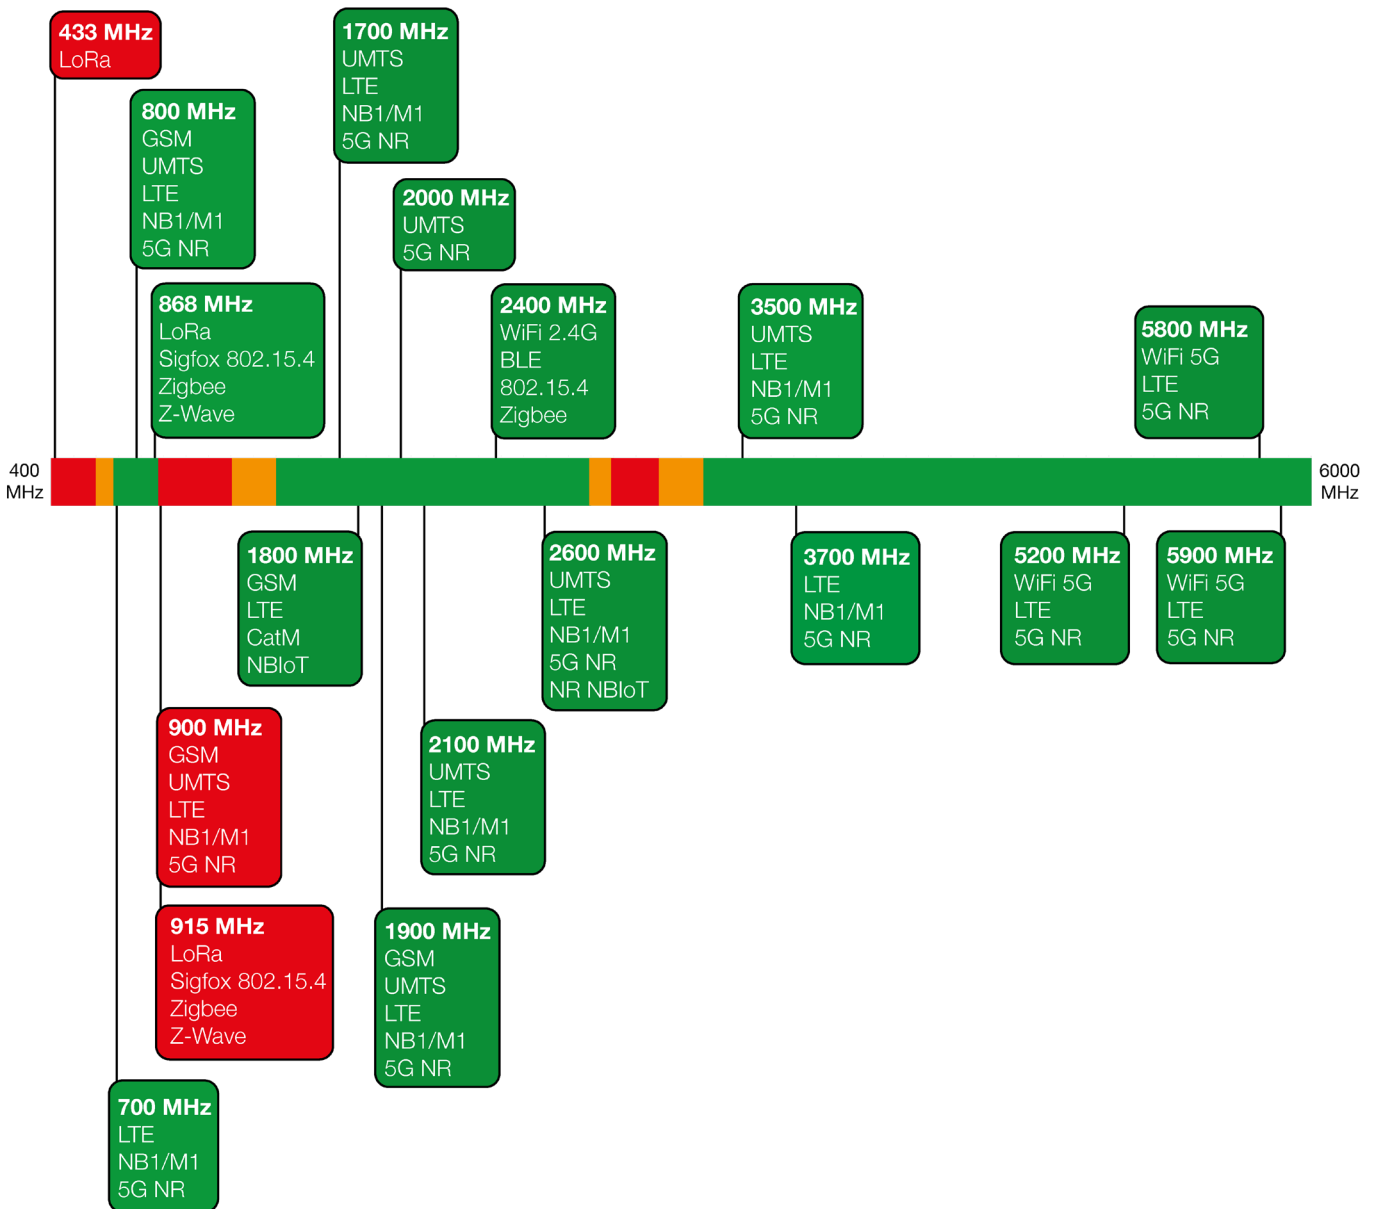 433 MHz
LoRa
800 MHz
GSM
UMTS
LTE
NB1/M1
5G NR
868 MHz
LoRa
Sigfox 802.15.4
Zigbee
Z-Wave
1700 MHz
UMTS
LTE
NB1/M1
5G NR
2000 MHz
UMTS
5G NR
2400 MHz
WiFi 2.4G
BLE
802.15.4
Zigbee
3500 MHz
UMTS
LTE
NB1/M1
5G NR
5800 MHz
WiFi 5G
LTE
5G NR
400
MHz
6000
MHz
1800 MHz
GSM
LTE
CatM
NBIoT
2600 MHz
UMTS
LTE
NB1/M1
5G NR
NR NBIoT
3700 MHz
LTE
NB1/M1
5G NR
5200 MHz
WiFi 5G
LTE
5G NR
5900 MHz
WiFi 5G
LTE
5G NR
900 MHz
GSM
UMTS
LTE
NB1/M1
5G NR
2100 MHz
UMTS
LTE
NB1/M1
5G NR
915 MHz
LoRa
Sigfox 802.15.4
Zigbee
Z-Wave
1900 MHz
GSM
UMTS
LTE
NB1/M1
5G NR
700 MHz
LTE
NB1/M1
5G NR